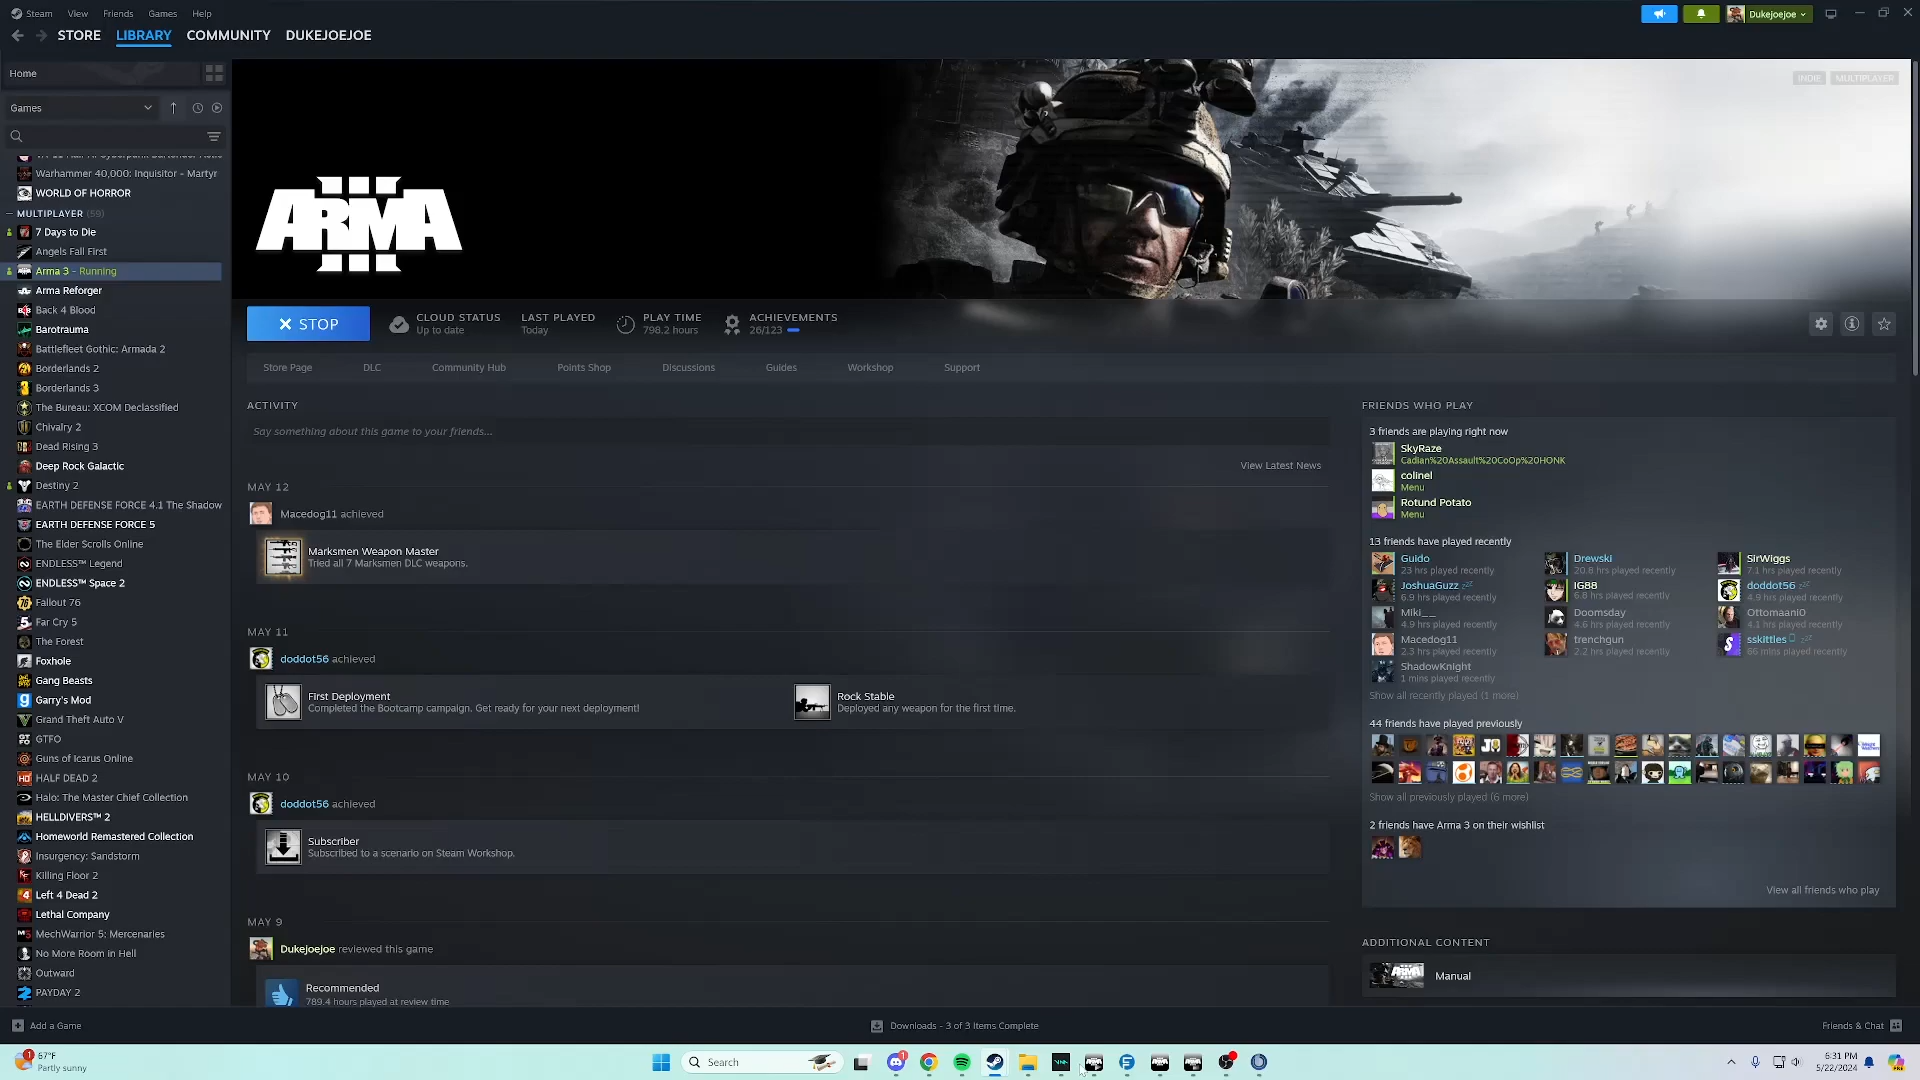 Steam View Friends Games Help
Dukejoejoe
STORE LIBRARY COMMUNITY DUKEJOEJOE
Home
INDIE MULTIPLAYER
Games
Warhammer 40,000: Inquisitor - Martyr
WORLD OF HORROR
MULTIPLAYER (59)
7 Days to Die
Angels Fall First
Arma 3 - Running
Arma Reforger
Back 4 Blood
Barotrauma
Battlefleet Gothic: Armada 2
Borderlands 2
Borderlands 3
The Bureau: XCOM Declassified
Chivalry 2
Dead Rising 3
Deep Rock Galactic
Destiny 2
EARTH DEFENSE FORCE 4.1 The Shadow
EARTH DEFENSE FORCE 5
The Elder Scrolls Online
ENDLESS™ Legend
ENDLESS™ Space 2
Fallout 76
Far Cry 5
The Forest
Foxhole
Gang Beasts
Garry's Mod
Grand Theft Auto V
GTFO
Guns of Icarus Online
HALF DEAD 2
Halo: The Master Chief Collection
HELLDIVERS™ 2
Homeworld Remastered Collection
Insurgency: Sandstorm
Killing Floor 2
Left 4 Dead 2
Lethal Company
MechWarrior 5: Mercenaries
No More Room in Hell
Outward
PAYDAY 2
ARMA III
STOP
CLOUD STATUS
Up to date
LAST PLAYED
Today
PLAY TIME
798.2 hours
ACHIEVEMENTS
26/123
Store Page DLC Community Hub Points Shop Discussions Guides Workshop Support
ACTIVITY
Say something about this game to your friends...
View Latest News
MAY 12
Macedog11 achieved
Marksmen Weapon Master
Tried all 7 Marksmen DLC weapons.
MAY 11
doddot56 achieved
First Deployment
Completed the Bootcamp campaign. Get ready for your next deployment!
Rock Stable
Deployed any weapon for the first time.
MAY 10
doddot56 achieved
Subscriber
Subscribed to a scenario on Steam Workshop.
MAY 9
Dukejoejoe reviewed this game
Recommended
789.4 hours played at review time
FRIENDS WHO PLAY
3 friends are playing right now
SkyRaze
Cadian%20Assault%20CoOp%20HONK
colinel
Menu
Rotund Potato
Menu
13 friends have played recently
Guido
23 hrs played recently
Drewski
20.8 hrs played recently
SirWiggs
7.1 hrs played recently
JoshuaGuzz
6.9 hrs played recently
IG88
6.8 hrs played recently
doddot56
4.9 hrs played recently
Miki__
4.9 hrs played recently
Doomsday
4.6 hrs played recently
Ottomaani0
4.1 hrs played recently
Macedog11
2.3 hrs played recently
trenchgun
2.2 hrs played recently
sskittles
66 mins played recently
ShadowKnight
1 mins played recently
Show all recently played (1 more)
44 friends have played previously
Show all previously played (6 more)
2 friends have Arma 3 on their wishlist
View all friends who play
ADDITIONAL CONTENT
Manual
Add a Game
Downloads - 3 of 3 Items Complete
Friends & Chat
67°F
Partly sunny
Search
6:31 PM
5/22/2024